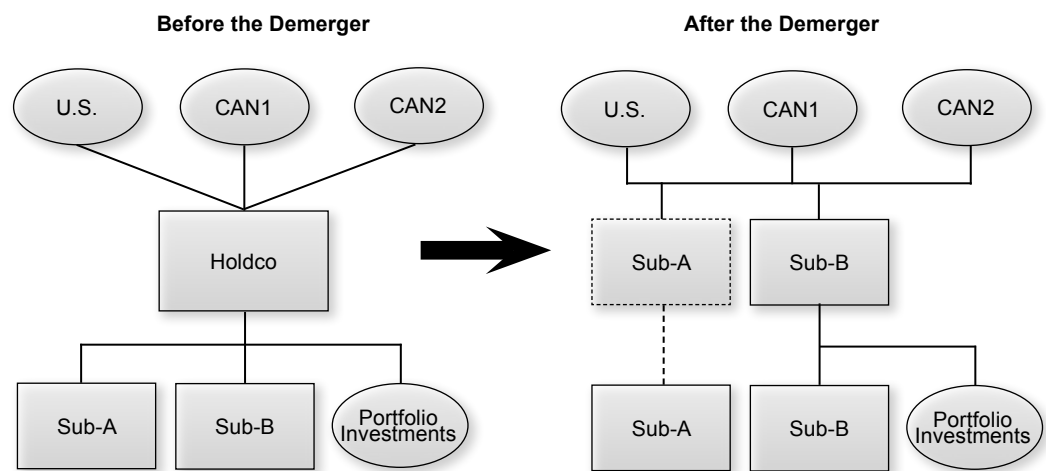 Before the Demerger
After the Demerger
U.S.
CAN1
CAN2
U.S.
CAN1
CAN2
Holdco
Sub-A
Sub-B
Sub-A
Sub-B
Portfolio
Investments
Sub-A
Sub-B
Portfolio
Investments